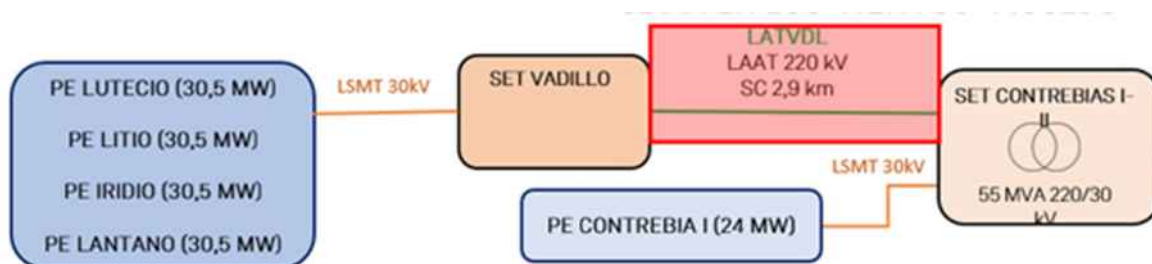 PE LUTECIO (30,5 MW)
PE LITIO (30,5 MW)
PE IRIDIO (30,5 MW)
PE LANTANO (30,5 MW)
LSMT 30kV
SET VADILLO
LATVDL
LAAT 220 kV
SC 2,9 km
SET CONTREBIAS I-
II
55 MVA 220/30
kV
LSMT 30kV
PE CONTREBIA I (24 MW)